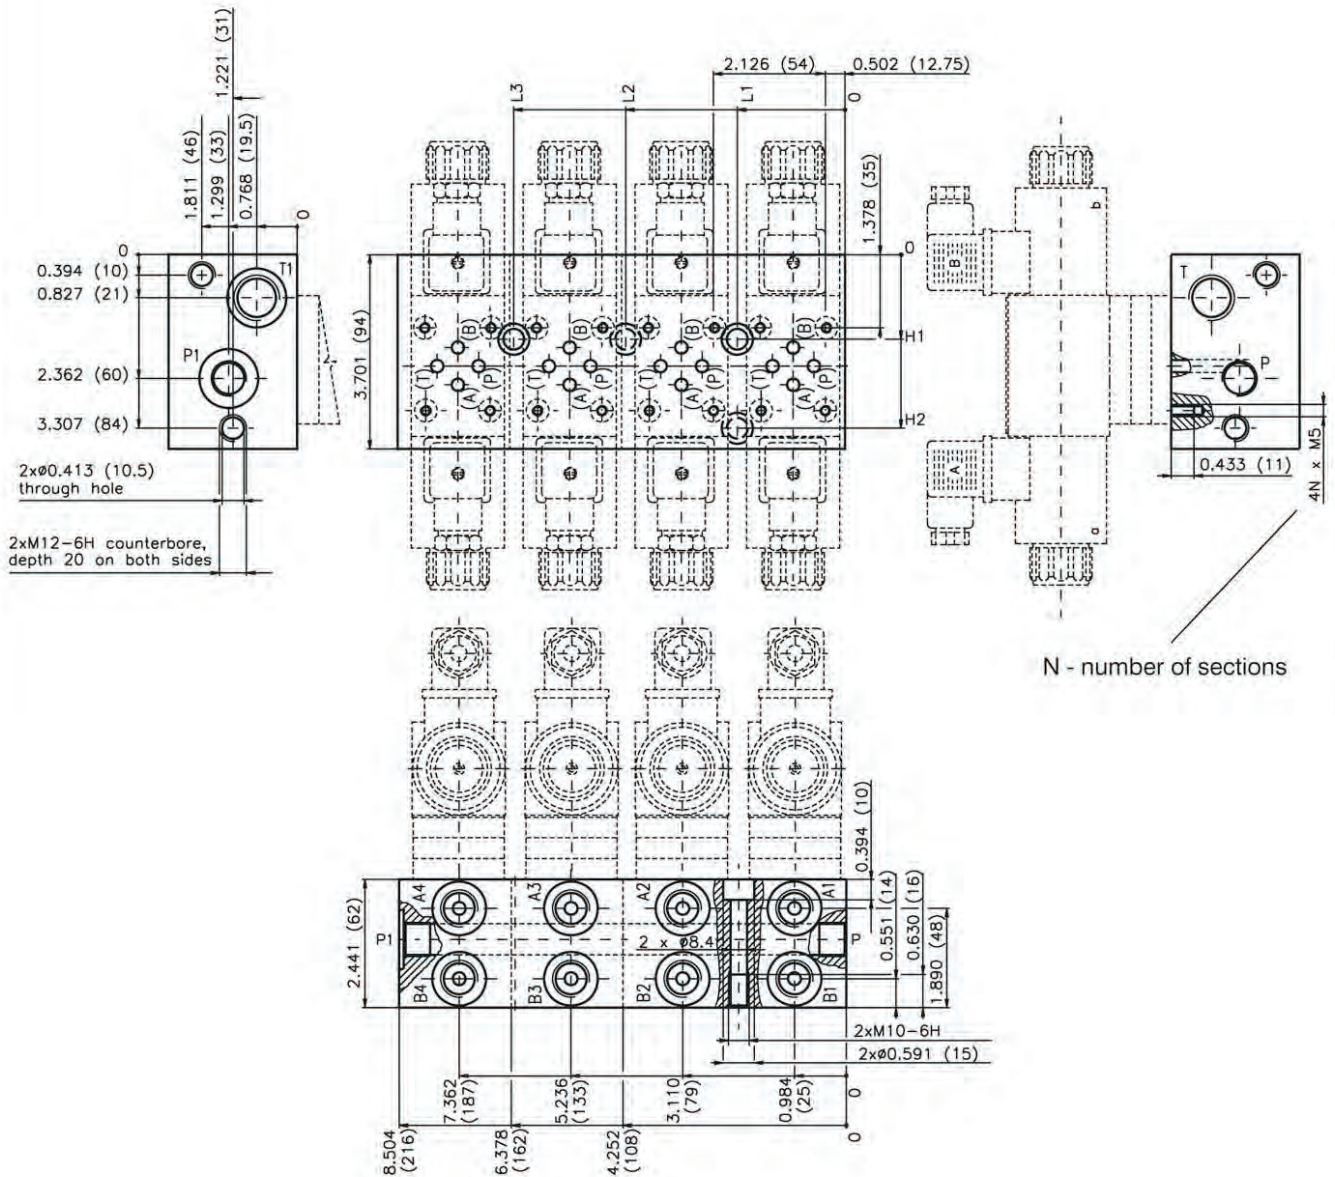 1.221 (31)
1.811 (46)
1.299 (33)
0.768 (19.5)
0
0
0.394 (10)
0.827 (21)
2.362 (60)
3.307 (84)
T1
P1
2xø0.413 (10.5)
through hole
2xM12-6H counterbore,
depth 20 on both sides
2.126 (54)
0.502 (12.75)
L3
L2
L1
0
1.378 (35)
0
H1
H2
3.701 (94)
(B)
(B)
(B)
(B)
(T)
(P)
(T)
(P)
(T)
(P)
(T)
(P)
(A)
(A)
(A)
(A)
b
B
A
a
T
P
0.433 (11)
4N x M5
N - number of sections
0.394 (10)
0.551 (14)
0.630 (16)
1.890 (48)
2.441 (62)
A4
A3
A2
A1
P1
P
2 x ø8.4
B4
B3
B2
B1
2xM10-6H
2xø0.591 (15)
7.362
(187)
5.236
(133)
3.110
(79)
0.984
(25)
0
8.504
(216)
6.378
(162)
4.252
(108)
0